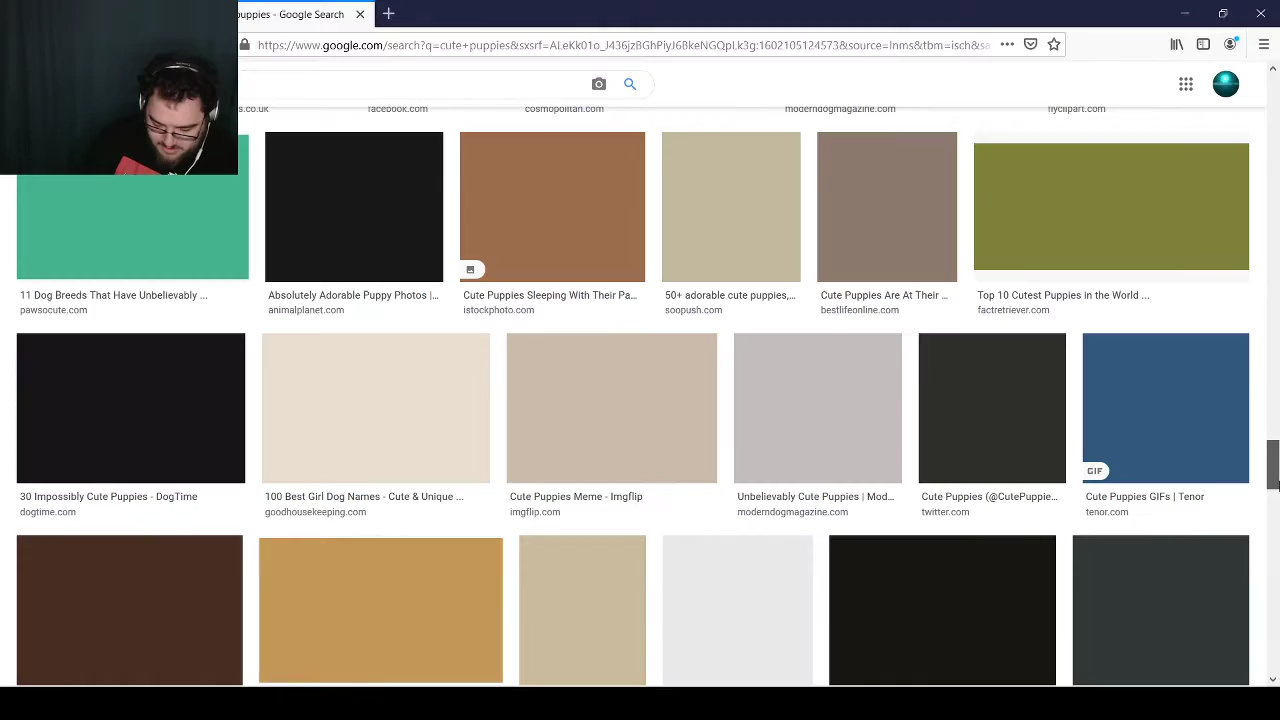 puppies - Google Search
https://www.google.com/search?q=cute+puppies&sxsrf=ALeKk01o_J436jzBGhPiyJ6BkeNGQpLk3g:1602105124572&source=lnms&tbm=isch&sa
s.co.uk facebook.com cosmopolitan.com moderndogmagazine.com flyclipart.com
11 Dog Breeds That Have Unbelievably ... Absolutely Adorable Puppy Photos |... Cute Puppies Sleeping With Their Pa... 50+ adorable cute puppies,... Cute Puppies Are At Their ... Top 10 Cutest Puppies in the World ...
pawsocute.com animalplanet.com istockphoto.com soopush.com bestlifeonline.com factretriever.com
GIF
30 Impossibly Cute Puppies - DogTime 100 Best Girl Dog Names - Cute & Unique ... Cute Puppies Meme - Imgflip Unbelievably Cute Puppies | Mod... Cute Puppies (@CutePuppie... Cute Puppies GIFs | Tenor
dogtime.com goodhousekeeping.com imgflip.com moderndogmagazine.com twitter.com tenor.com